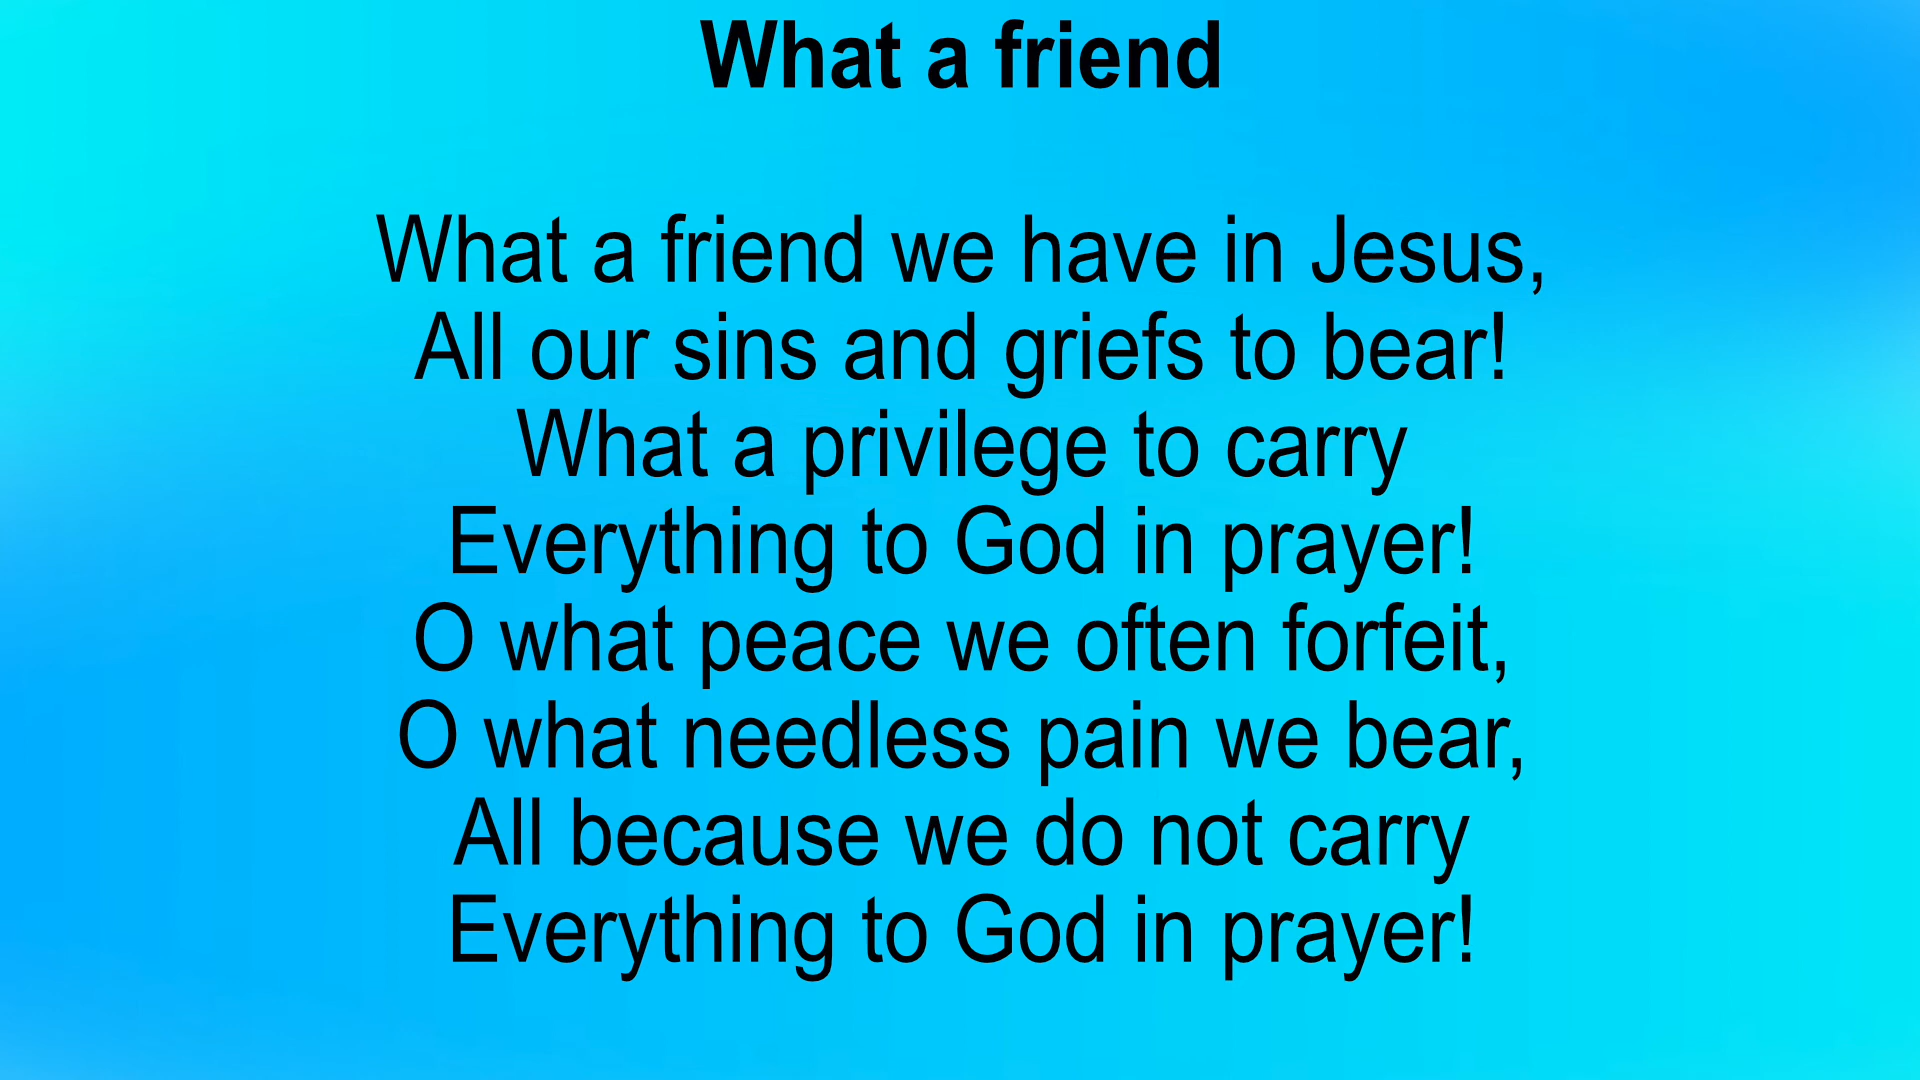 What a friend
What a friend we have in Jesus,
All our sins and griefs to bear!
What a privilege to carry
Everything to God in prayer!
O what peace we often forfeit,
O what needless pain we bear,
All because we do not carry
Everything to God in prayer!